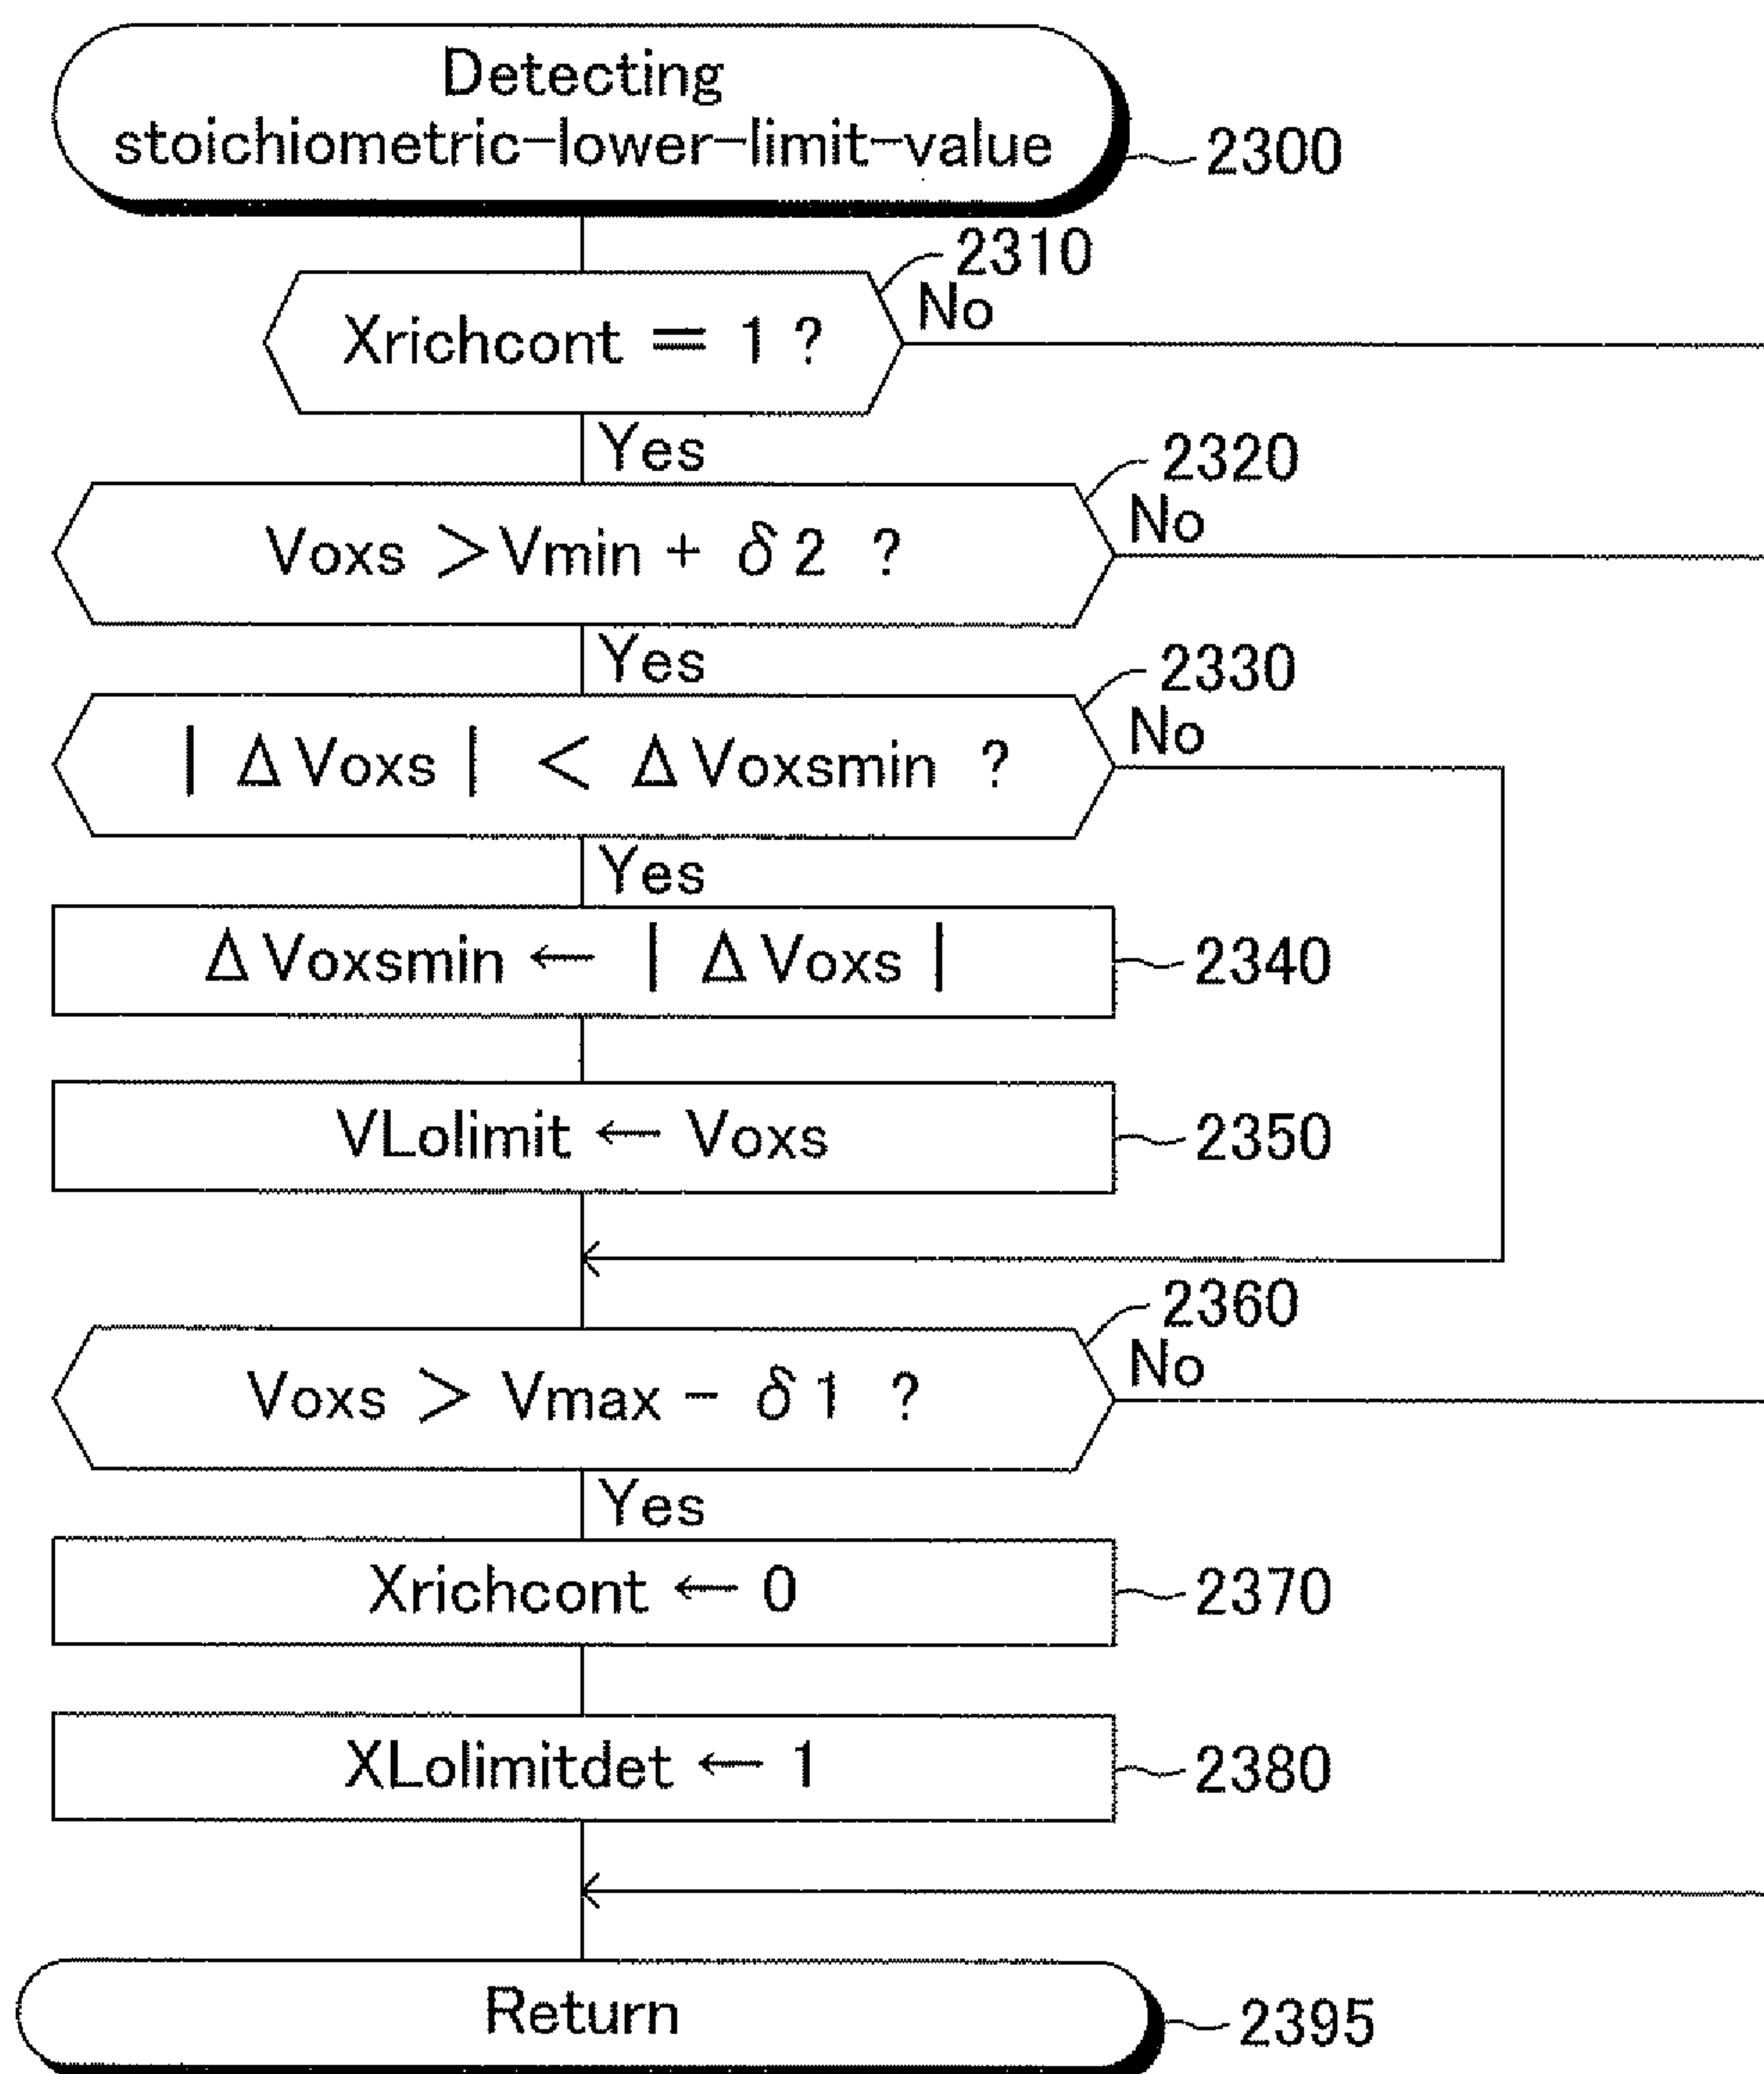 Detecting
stoichiometric-lower-limit-value
2300
2310
Xrichcont = 1 ?
No
Yes
2320
Voxs > Vmin + δ2 ?
No
Yes
2330
| ΔVoxs | < ΔVoxsmin ?
No
Yes
ΔVoxsmin ← | ΔVoxs |
2340
VLolimit ← Voxs
2350
2360
Voxs > Vmax - δ1 ?
No
Yes
Xrichcont ← 0
2370
XLolimitdet ← 1
2380
Return
2395